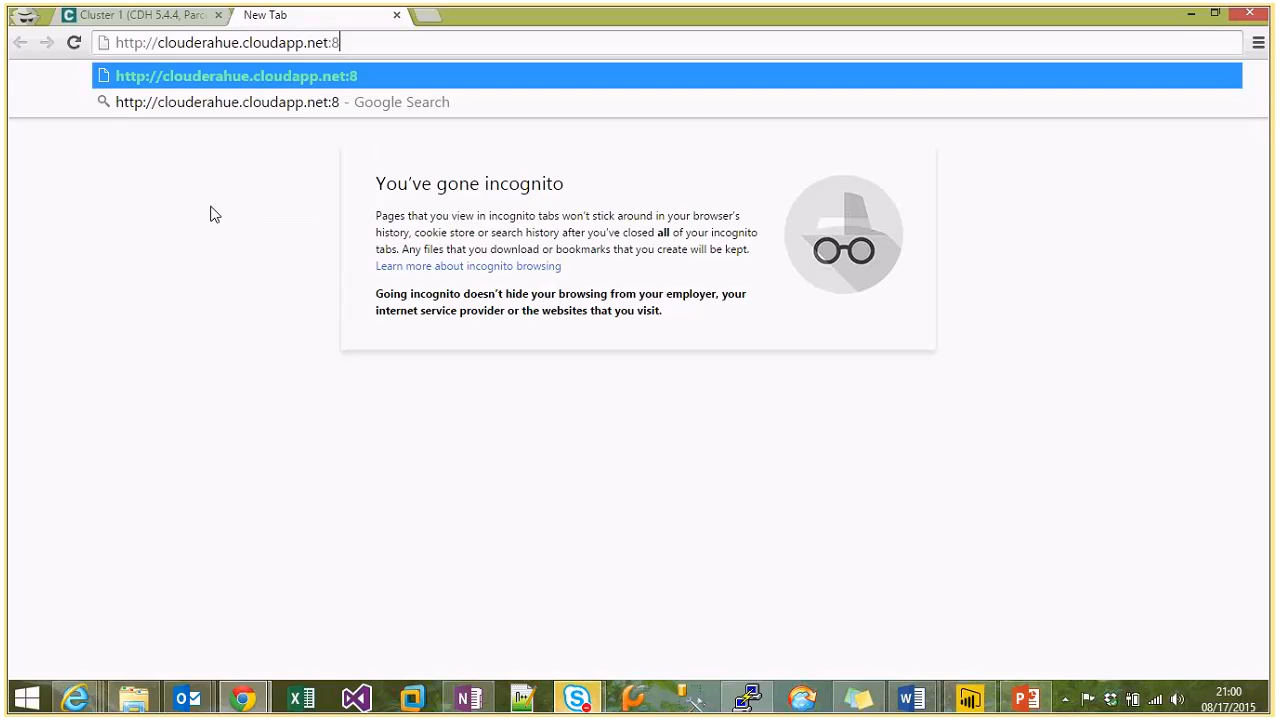 Cluster 1 (CDH 5.4.4, Parc
New Tab
http://clouderahue.cloudapp.net:8
http://clouderahue.cloudapp.net:8
http://clouderahue.cloudapp.net:8 - Google Search
You've gone incognito
Pages that you view in incognito tabs won't stick around in your browser's
history, cookie store or search history after you've closed all of your incognito
tabs. Any files that you download or bookmarks that you create will be kept.
Learn more about incognito browsing
Going incognito doesn't hide your browsing from your employer, your
internet service provider or the websites that you visit.
21:00
08/17/2015